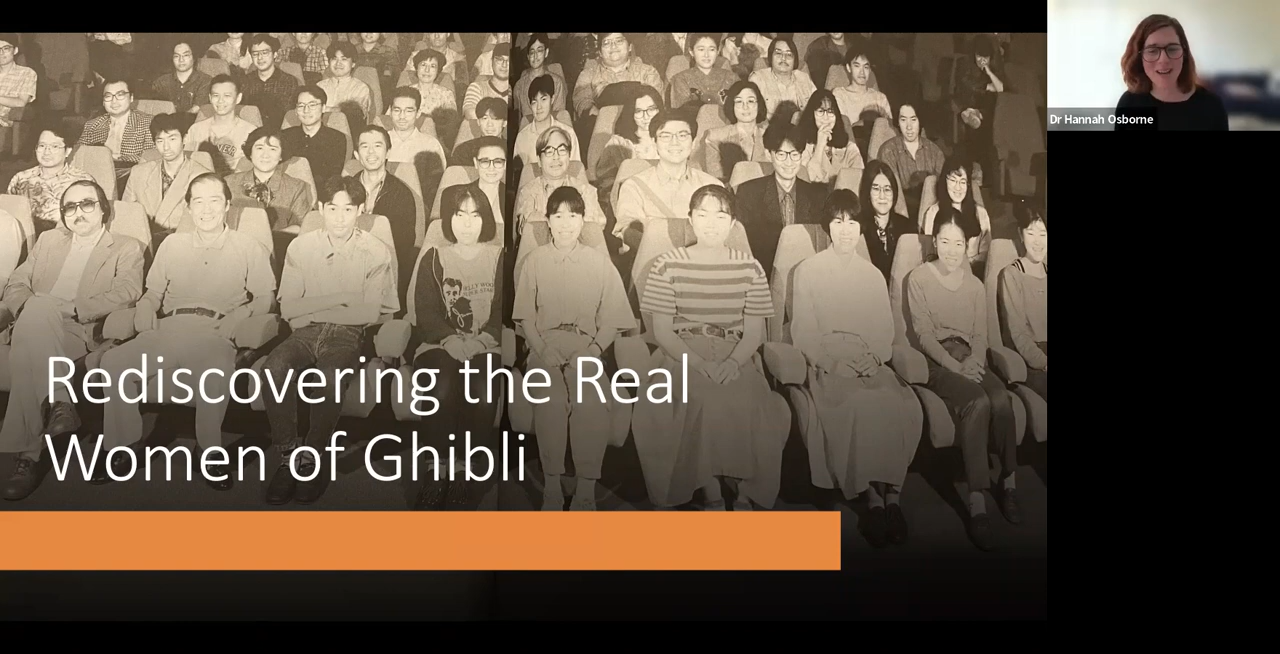 Rediscovering the Real
Women of Ghibli
Dr Hannah Osborne